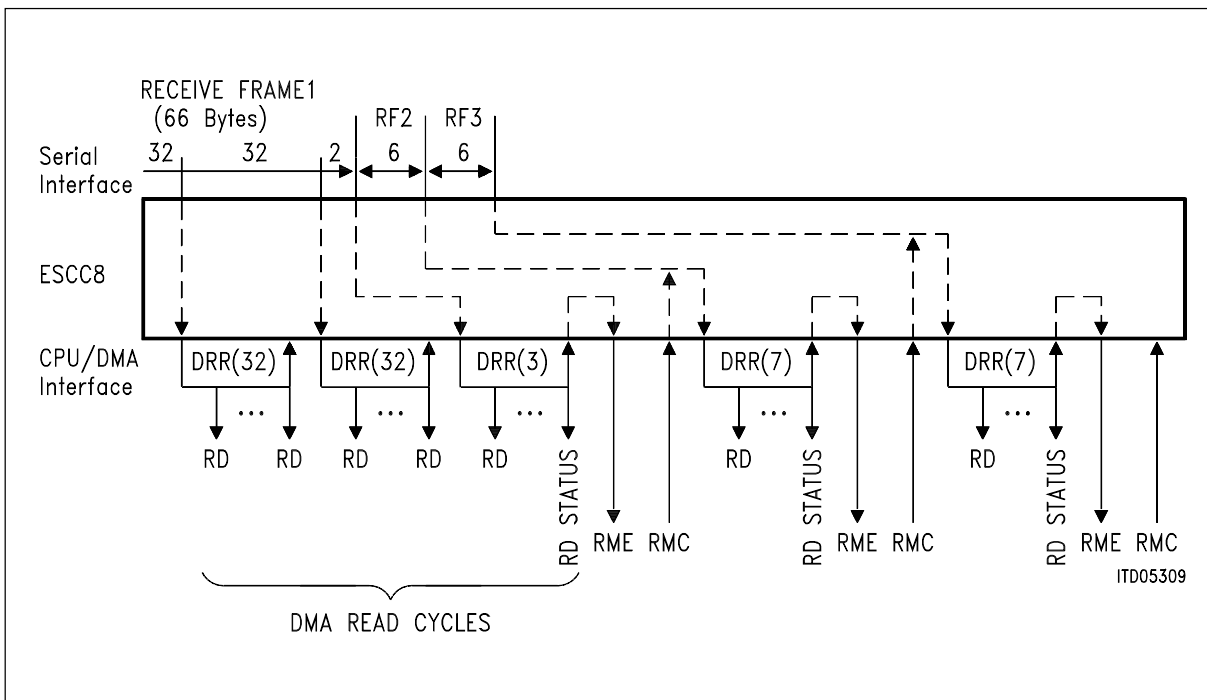 RECEIVE FRAME1
(66 Bytes)
RF2 RF3
32 32 2 6 6
Serial
Interface
ESCC8
CPU/DMA
Interface
DRR(32) DRR(32) DRR(3) DRR(7) DRR(7)
... ... ... ... ...
RD RD RD RD RD RD STATUS RME RMC RD RD STATUS RME RMC RD RD STATUS RME RMC
ITD05309
DMA READ CYCLES